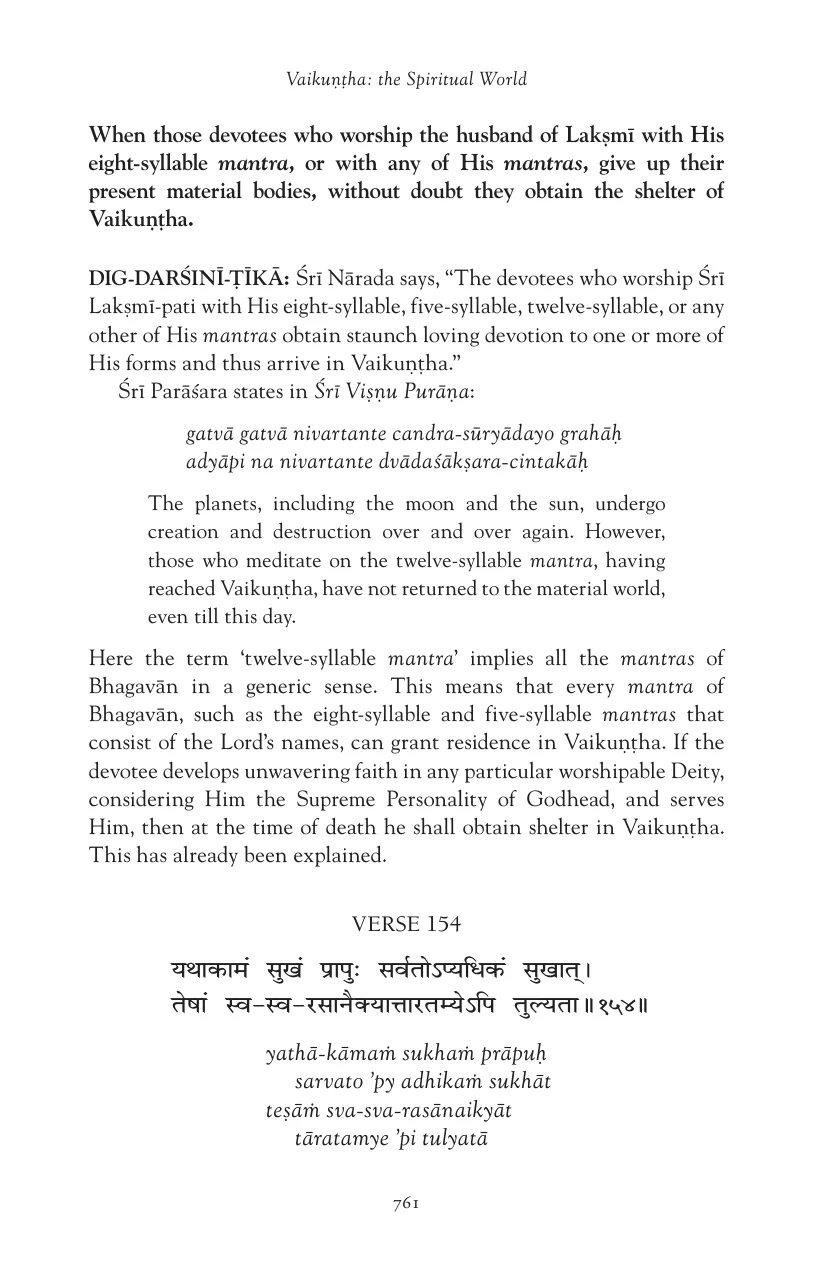 Vaikuṇṭha: the Spiritual World
When those devotees who worship the husband of Lakṣmī with His
eight-syllable mantra, or with any of His mantras, give up their
present material bodies, without doubt they obtain the shelter of
Vaikuṇṭha.
DIG-DARŚINĪ-ṬĪKĀ: Śrī Nārada says, “The devotees who worship Śrī
Lakṣmī-pati with His eight-syllable, five-syllable, twelve-syllable, or any
other of His mantras obtain staunch loving devotion to one or more of
His forms and thus arrive in Vaikuṇṭha.”
Śrī Parāśara states in Śrī Viṣṇu Purāṇa:
gatvā gatvā nivartante candra-sūryādayo grahāḥ
adyāpi na nivartante dvādaśākṣara-cintakāḥ
The planets, including the moon and the sun, undergo
creation and destruction over and over again. However,
those who meditate on the twelve-syllable mantra, having
reached Vaikuṇṭha, have not returned to the material world,
even till this day.
Here the term ‘twelve-syllable mantra’ implies all the mantras of
Bhagavān in a generic sense. This means that every mantra of
Bhagavān, such as the eight-syllable and five-syllable mantras that
consist of the Lord’s names, can grant residence in Vaikuṇṭha. If the
devotee develops unwavering faith in any particular worshipable Deity,
considering Him the Supreme Personality of Godhead, and serves
Him, then at the time of death he shall obtain shelter in Vaikuṇṭha.
This has already been explained.
VERSE 154
यथाकामं सुखं प्रापुः सर्वतोऽप्यधिकं सुखात्।
तेषां स्व-स्व-रसानैक्यात्तारतम्येऽपि तुल्यता॥१५४॥
yathā-kāmaṁ sukhaṁ prāpuḥ
sarvato ’py adhikaṁ sukhāt
teṣāṁ sva-sva-rasānaikyāt
tāratamye ’pi tulyatā
761